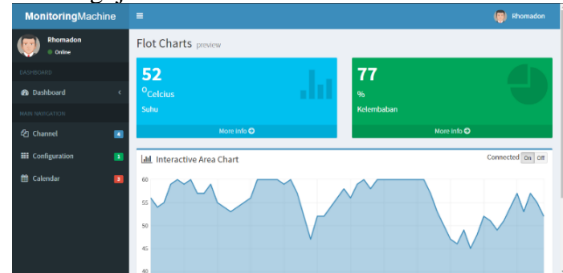 MonitoringMachine
Rhomadon
Rhomadon
Online
Flot Charts preview
DASHBOARD
Dashboard
MAIN NAVIGATION
Channel 6
Configuration 1
Calendar 2
52
°Celcius
Suhu
More info
77
%
Kelembaban
More info
Interactive Area Chart
Connected On Off
60
55
50
45
40